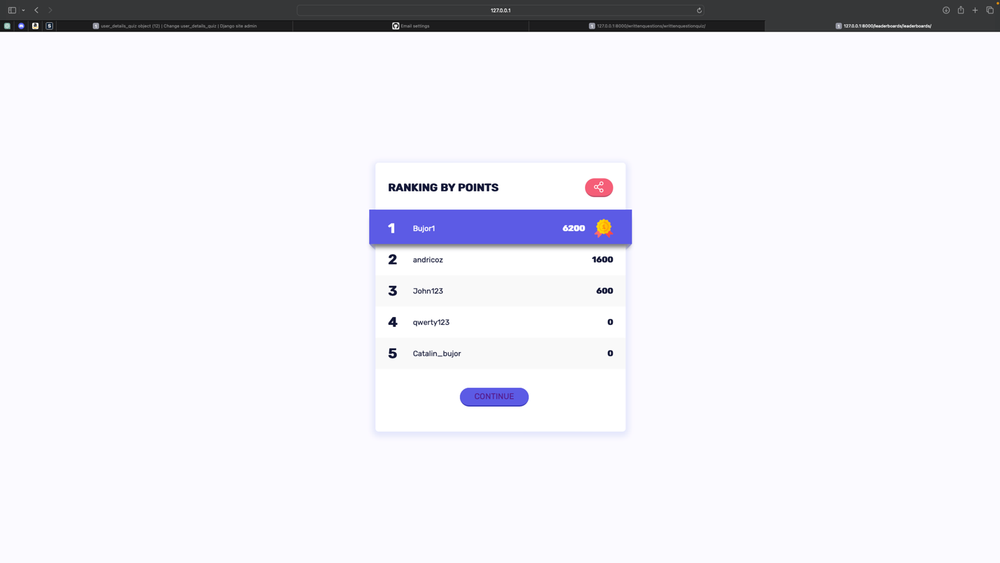 127.0.0.1
user_details_quiz object (12) | Change user_details_quiz | Django site admin
Email settings
127.0.0.1:8000/writtenquestions/writtenquestionquiz/
127.0.0.1:8000/leaderboards/leaderboards/
RANKING BY POINTS
1 Bujor1 6200
2 andricoz 1600
3 John123 600
4 qwerty123 0
5 Catalin_bujor 0
CONTINUE